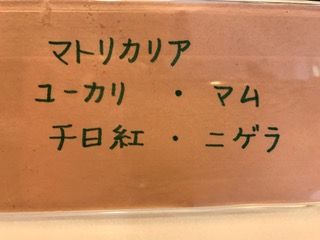 マトリカリア
ユーカリ ・ マム
千日紅 ・ ニゲラ